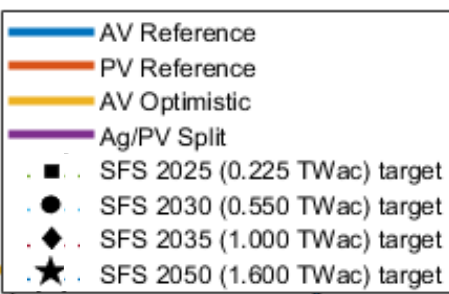 AV Reference
PV Reference
AV Optimistic
Ag/PV Split
SFS 2025 (0.225 TWac) target
SFS 2030 (0.550 TWac) target
SFS 2035 (1.000 TWac) target
SFS 2050 (1.600 TWac) target